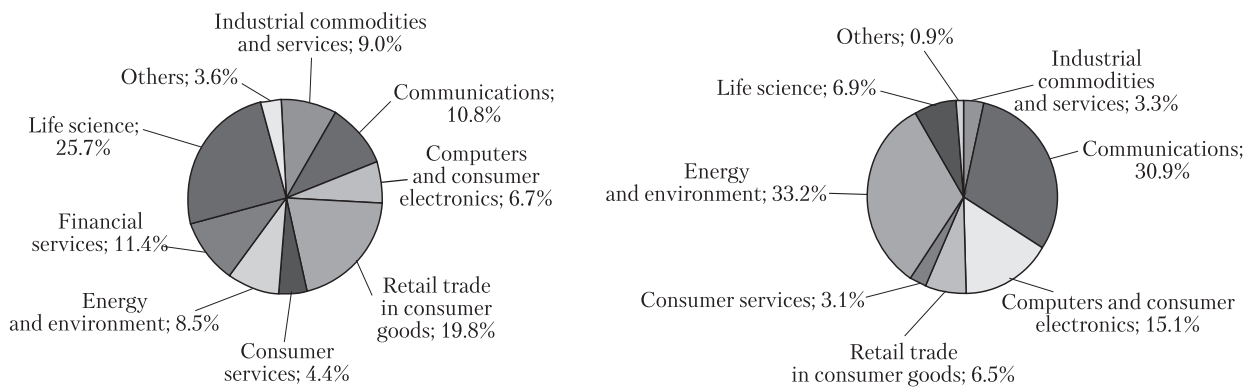 Industrial commodities
and services; 9.0%
Others; 3.6%
Communications;
10.8%
Life science;
25.7%
Computers
and consumer
electronics; 6.7%
Financial
services; 11.4%
Retail trade
in consumer
goods; 19.8%
Energy
and environment; 8.5%
Consumer
services; 4.4%
Others; 0.9%
Industrial
commodities
and services; 3.3%
Life science; 6.9%
Communications;
30.9%
Energy
and environment; 33.2%
Consumer services; 3.1%
Computers and consumer
electronics; 15.1%
Retail trade
in consumer goods; 6.5%